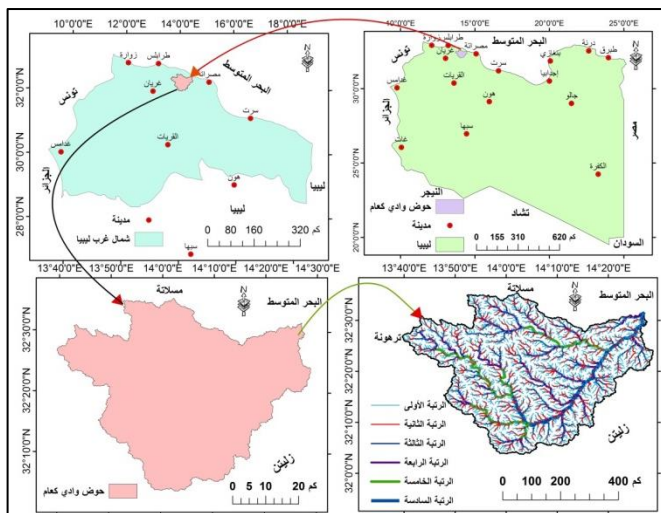 10°0'0"E 12°0'0"E 14°0'0"E 16°0'0"E 18°0'0"E
زوارة
طرابلس
البحر المتوسط
مصراتة
تونس
غريان
سرت
غدامس
القريات
الجزائر
هون
ليبيا
ليبيا
سبها
مدينة
شمال غرب ليبيا
0 80 160 320 كم
32°0'0"N
30°0'0"N
28°0'0"N
10°0'0"E 15°0'0"E 20°0'0"E 25°0'0"E
تونس
زوارة
طرابلس
مصراتة
البحر المتوسط
غريان
بنغازي
درنة
طبرق
سرت
إجدابيا
غدامس
القريات
هون
جالو
الجزائر
سبها
مصر
غات
الكفرة
النيجر
تشاد
السودان
حوض وادي كعام
مدينة
ليبيا
0 155 310 620 كم
30°0'0"N
25°0'0"N
20°0'0"N
13°40'0"E 13°50'0"E 14°0'0"E 14°10'0"E 14°20'0"E 14°30'0"E
مسلاتة
البحر المتوسط
زليتن
حوض وادي كعام
0 5 10 20 كم
32°30'0"N
32°20'0"N
32°10'0"N
13°40'0"E 13°50'0"E 14°0'0"E 14°10'0"E 14°20'0"E
مسلاتة
البحر المتوسط
ترهونة
زليتن
الرتبة الأولى
الرتبة الثانية
الرتبة الثالثة
الرتبة الرابعة
الرتبة الخامسة
الرتبة السادسة
0 100 200 400 كم
32°30'0"N
32°20'0"N
32°10'0"N
32°0'0"N